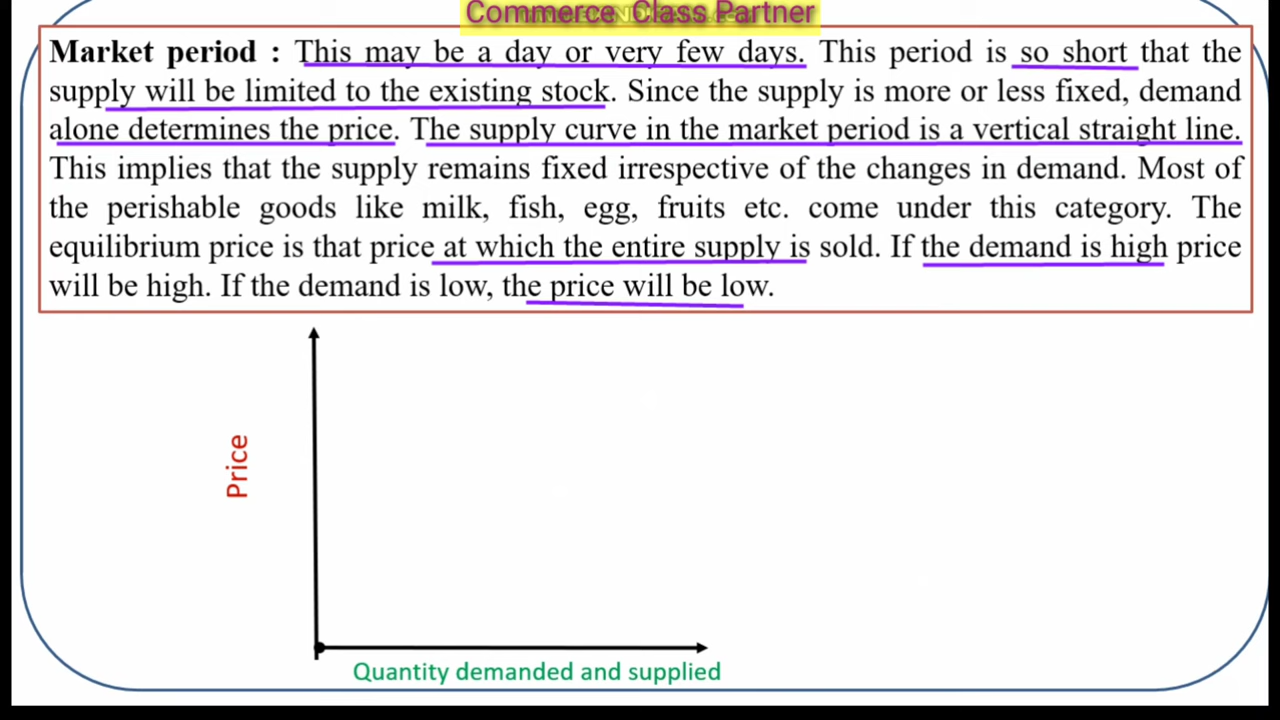 Commerce Class Partner
Market period : This may be a day or very few days. This period is so short that the
supply will be limited to the existing stock. Since the supply is more or less fixed, demand
alone determines the price. The supply curve in the market period is a vertical straight line.
This implies that the supply remains fixed irrespective of the changes in demand. Most of
the perishable goods like milk, fish, egg, fruits etc. come under this category. The
equilibrium price is that price at which the entire supply is sold. If the demand is high price
will be high. If the demand is low, the price will be low.
Price
Quantity demanded and supplied